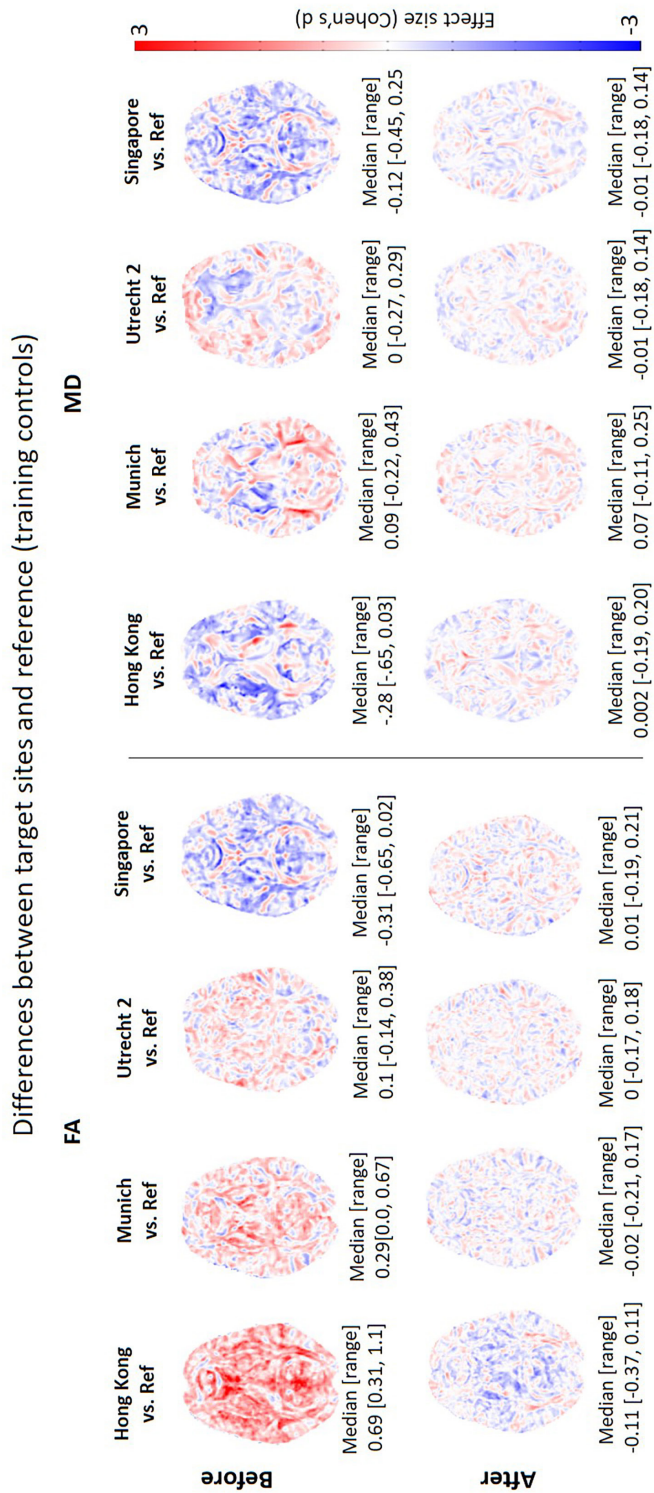 Differences between target sites and reference (training controls)
FA
MD
Hong Kong
vs. Ref
Munich
vs. Ref
Utrecht 2
vs. Ref
Singapore
vs. Ref
Hong Kong
vs. Ref
Munich
vs. Ref
Utrecht 2
vs. Ref
Singapore
vs. Ref
Before
Median [range]
0.69 [0.31, 1.1]
Median [range]
0.29[0.0, 0.67]
Median [range]
0.1 [-0.14, 0.38]
Median [range]
-0.31 [-0.65, 0.02]
Median [range]
-.28 [-.65, 0.03]
Median [range]
0.09 [-0.22, 0.43]
Median [range]
0 [-0.27, 0.29]
Median [range]
-0.12 [-0.45, 0.25
After
Median [range]
-0.11 [-0.37, 0.11]
Median [range]
-0.02 [-0.21, 0.17]
Median [range]
0 [-0.17, 0.18]
Median [range]
0.01 [-0.19, 0.21]
Median [range]
0.002 [-0.19, 0.20]
Median [range]
0.07 [-0.11, 0.25]
Median [range]
-0.01 [-0.18, 0.14]
Median [range]
-0.01 [-0.18, 0.14]
3
Effect size (Cohen's d)
-3